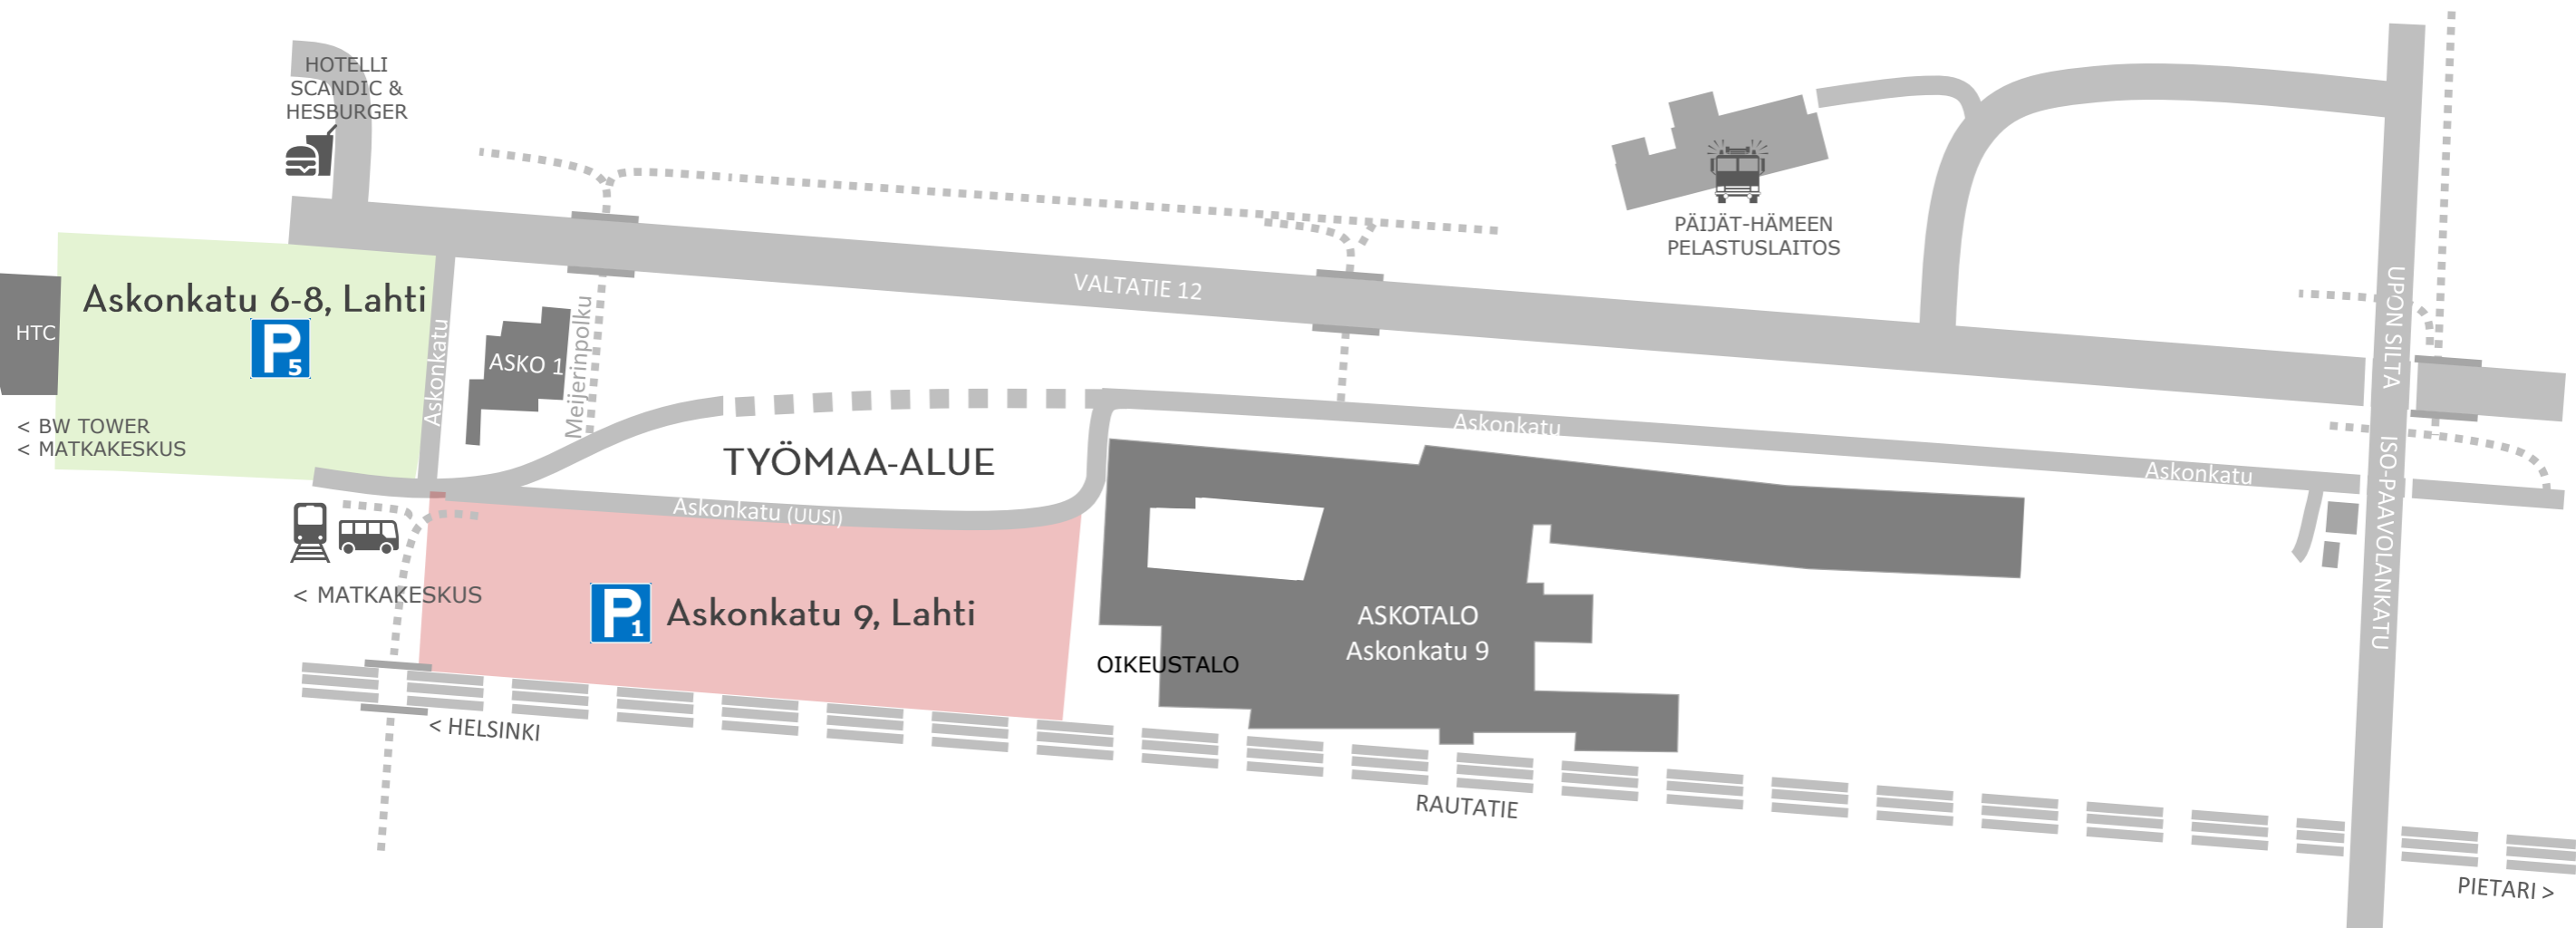 HOTELLI
SCANDIC &
HESBURGER
PÄIJÄT-HÄMEEN
PELASTUSLAITOS
VALTATIE 12
UPON SILTA
Askonkatu 6-8, Lahti
P5
HTC
Askonkatu
ASKO 1
Meijerinpolku
< BW TOWER
< MATKAKESKUS
TYÖMAA-ALUE
Askonkatu
Askonkatu
ISO-PAAVOLANKATU
Askonkatu (UUSI)
< MATKAKESKUS
P1
Askonkatu 9, Lahti
ASKOTALO
Askonkatu 9
OIKEUSTALO
< HELSINKI
RAUTATIE
PIETARI >